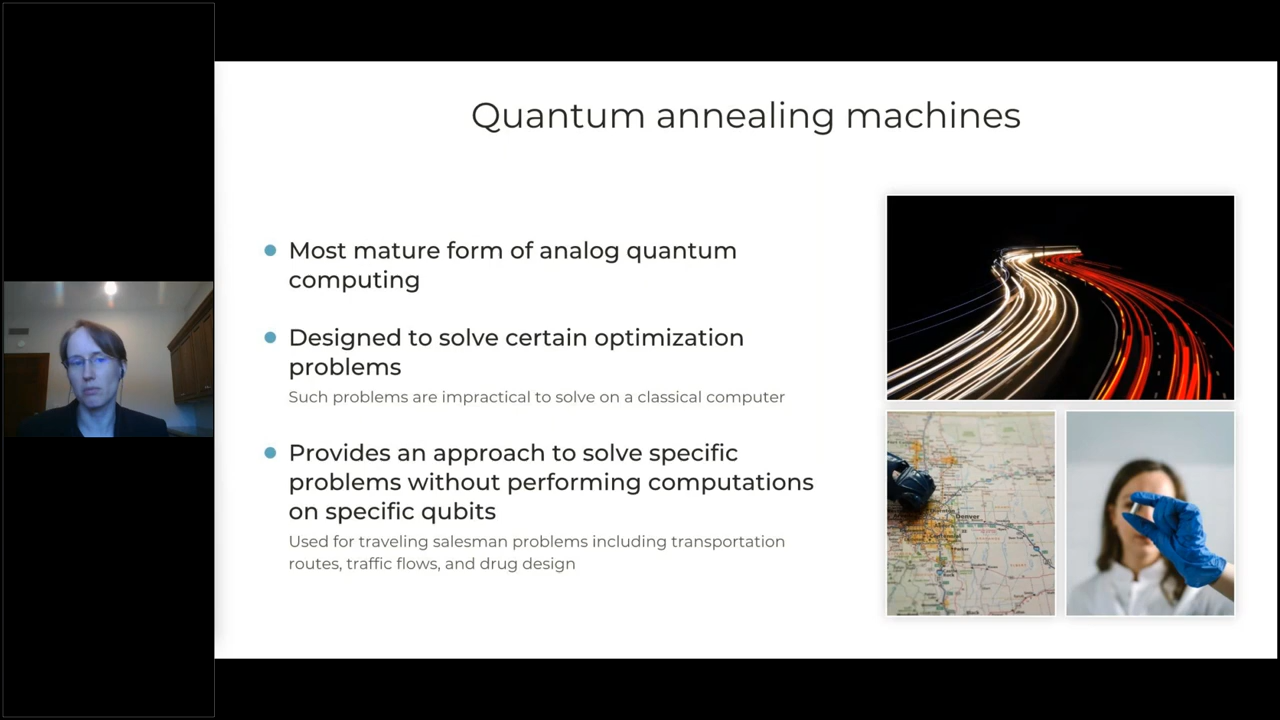 Quantum annealing machines
Most mature form of analog quantum
computing
Designed to solve certain optimization
problems
Such problems are impractical to solve on a classical computer
Provides an approach to solve specific
problems without performing computations
on specific qubits
Used for traveling salesman problems including transportation
routes, traffic flows, and drug design
Denver